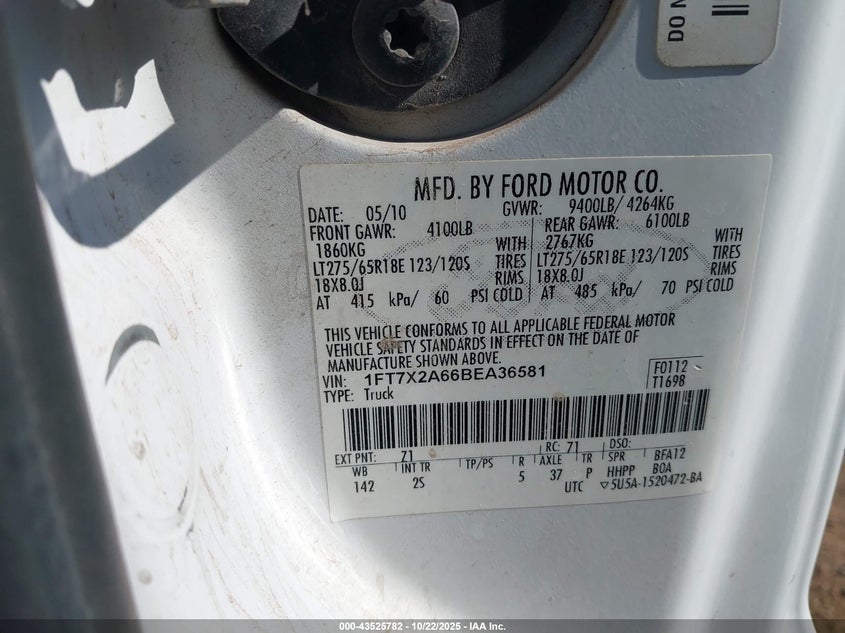 DO N
MFD. BY FORD MOTOR CO.
DATE: 05/10 GVWR: 9400LB/ 4264KG
FRONT GAWR: 4100LB REAR GAWR: 6100LB
1860KG WITH 2767KG WITH
LT275/65R18E 123/120S TIRES LT275/65R18E 123/120S TIRES
18X8.0J RIMS 18X8.0J RIMS
AT 415 kPa/ 60 PSI COLD AT 485 kPa/ 70 PSI COLD
THIS VEHICLE CONFORMS TO ALL APPLICABLE FEDERAL MOTOR
VEHICLE SAFETY STANDARDS IN EFFECT ON THE DATE OF
MANUFACTURE SHOWN ABOVE.
VIN: 1FT7X2A66BEA36581 F0112
TYPE: Truck T1698
EXT PNT: 71 RC: 71 DSO:
WB INT TR TP/PS R AXLE TR SPR BFA12
142 2S 5 37 P HHPP BOA
UTC ▽5U5A-1520472-BA
000-43525782 | 10/22/2025 | IAA Inc.